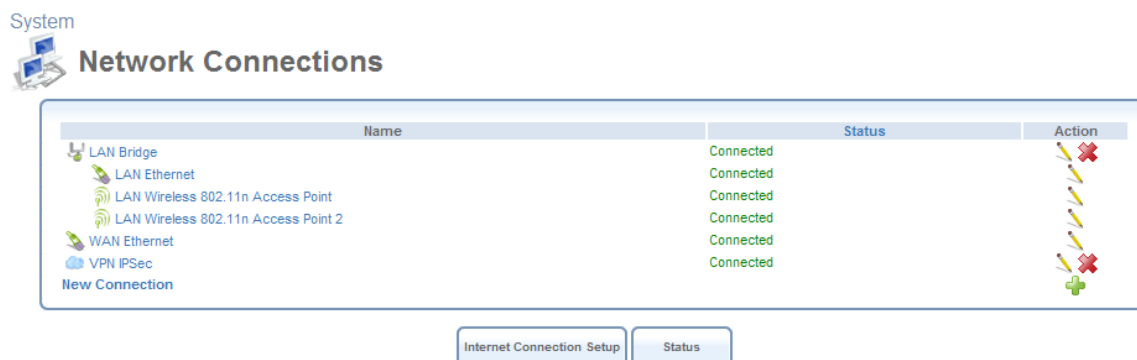 System
Network Connections
Name Status Action
LAN Bridge Connected
LAN Ethernet Connected
LAN Wireless 802.11n Access Point Connected
LAN Wireless 802.11n Access Point 2 Connected
WAN Ethernet Connected
VPN IPSec Connected
New Connection
Internet Connection Setup Status